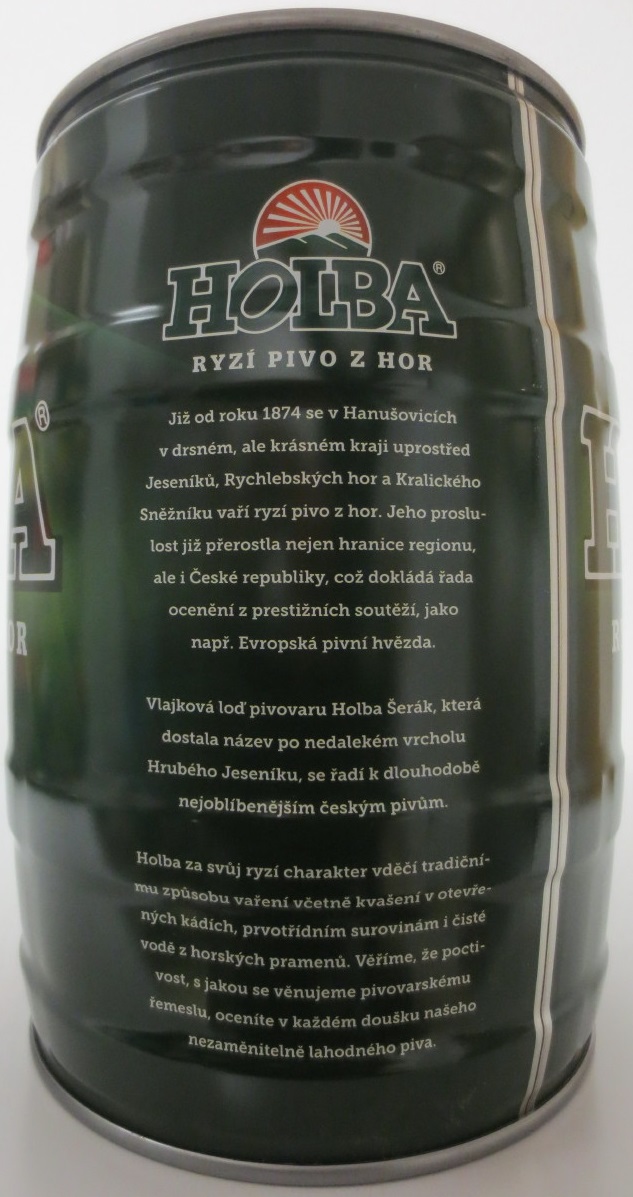 HOLBA®
RYZÍ PIVO Z HOR
Již od roku 1874 se v Hanušovicích
v drsném, ale krásném kraji uprostřed
Jeseníků, Rychlebských hor a Kralického
Sněžníku vaří ryzí pivo z hor. Jeho proslu-
lost již přerostla nejen hranice regionu,
ale i České republiky, což dokládá řada
ocenění z prestižních soutěží, jako
např. Evropská pivní hvězda.
Vlajková loď pivovaru Holba Šerák, která
dostala název po nedalekém vrcholu
Hrubého Jeseníku, se řadí k dlouhodobě
nejoblíbenějším českým pivům.
Holba za svůj ryzí charakter vděčí tradiční-
mu způsobu vaření včetně kvašení v otevře-
ných kádích, prvotřídním surovinám i čisté
vodě z horských pramenů. Věříme, že pocti-
vost, s jakou se věnujeme pivovarskému
řemeslu, oceníte v každém doušku našeho
nezaměnitelně lahodného piva.
A®
OR
H
R